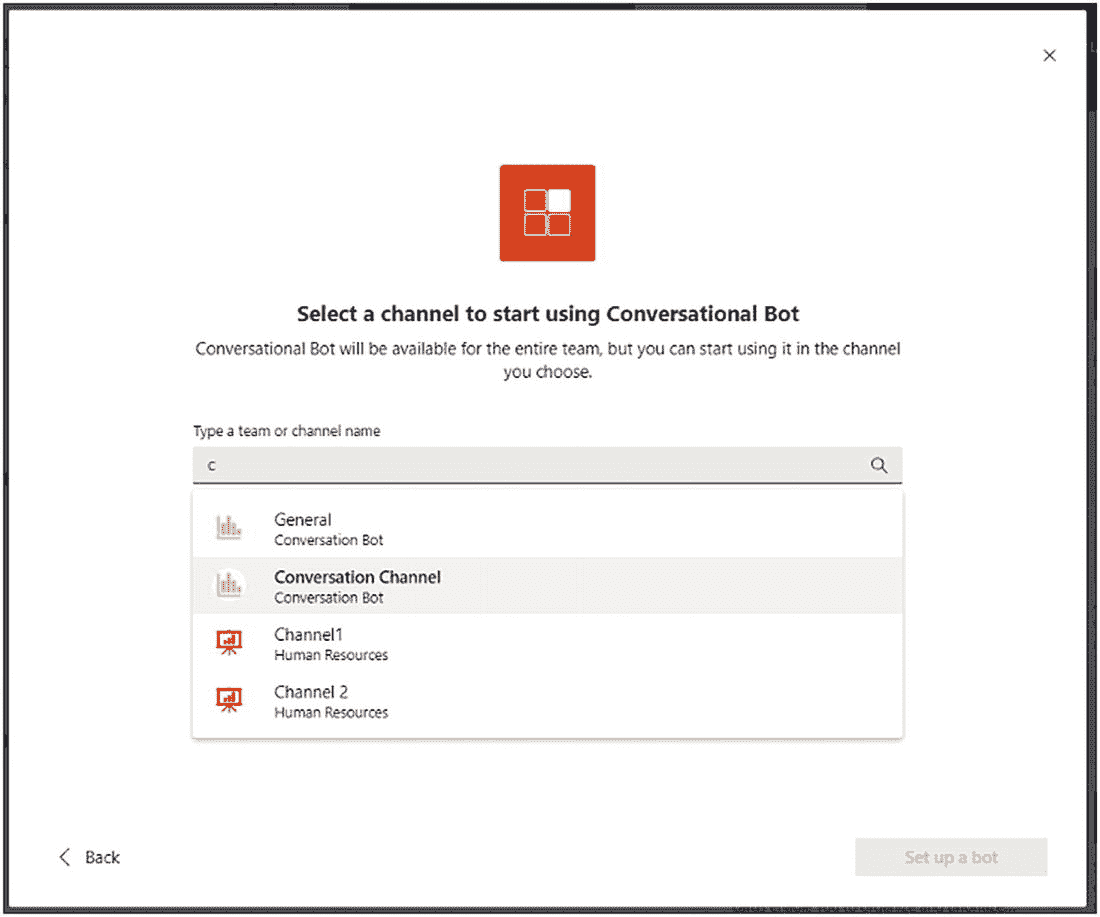 Select a channel to start using Conversational Bot
Conversational Bot will be available for the entire team, but you can start using it in the channel
you choose.
Type a team or channel name
c
General
Conversation Bot
Conversation Channel
Conversation Bot
Channel1
Human Resources
Channel 2
Human Resources
Back
Set up a bot